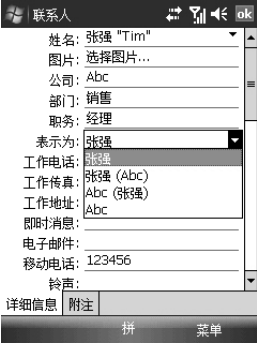 联系人 ok
姓名: 张强 "Tim"
图片: 选择图片...
公司: Abc
部门: 销售
职务: 经理
表示为: 张强
张强
张强 (Abc)
Abc (张强)
Abc
工作电话:
工作传真:
工作地址:
即时消息:
电子邮件:
移动电话: 123456
铃声:
详细信息 附注
拼 菜单